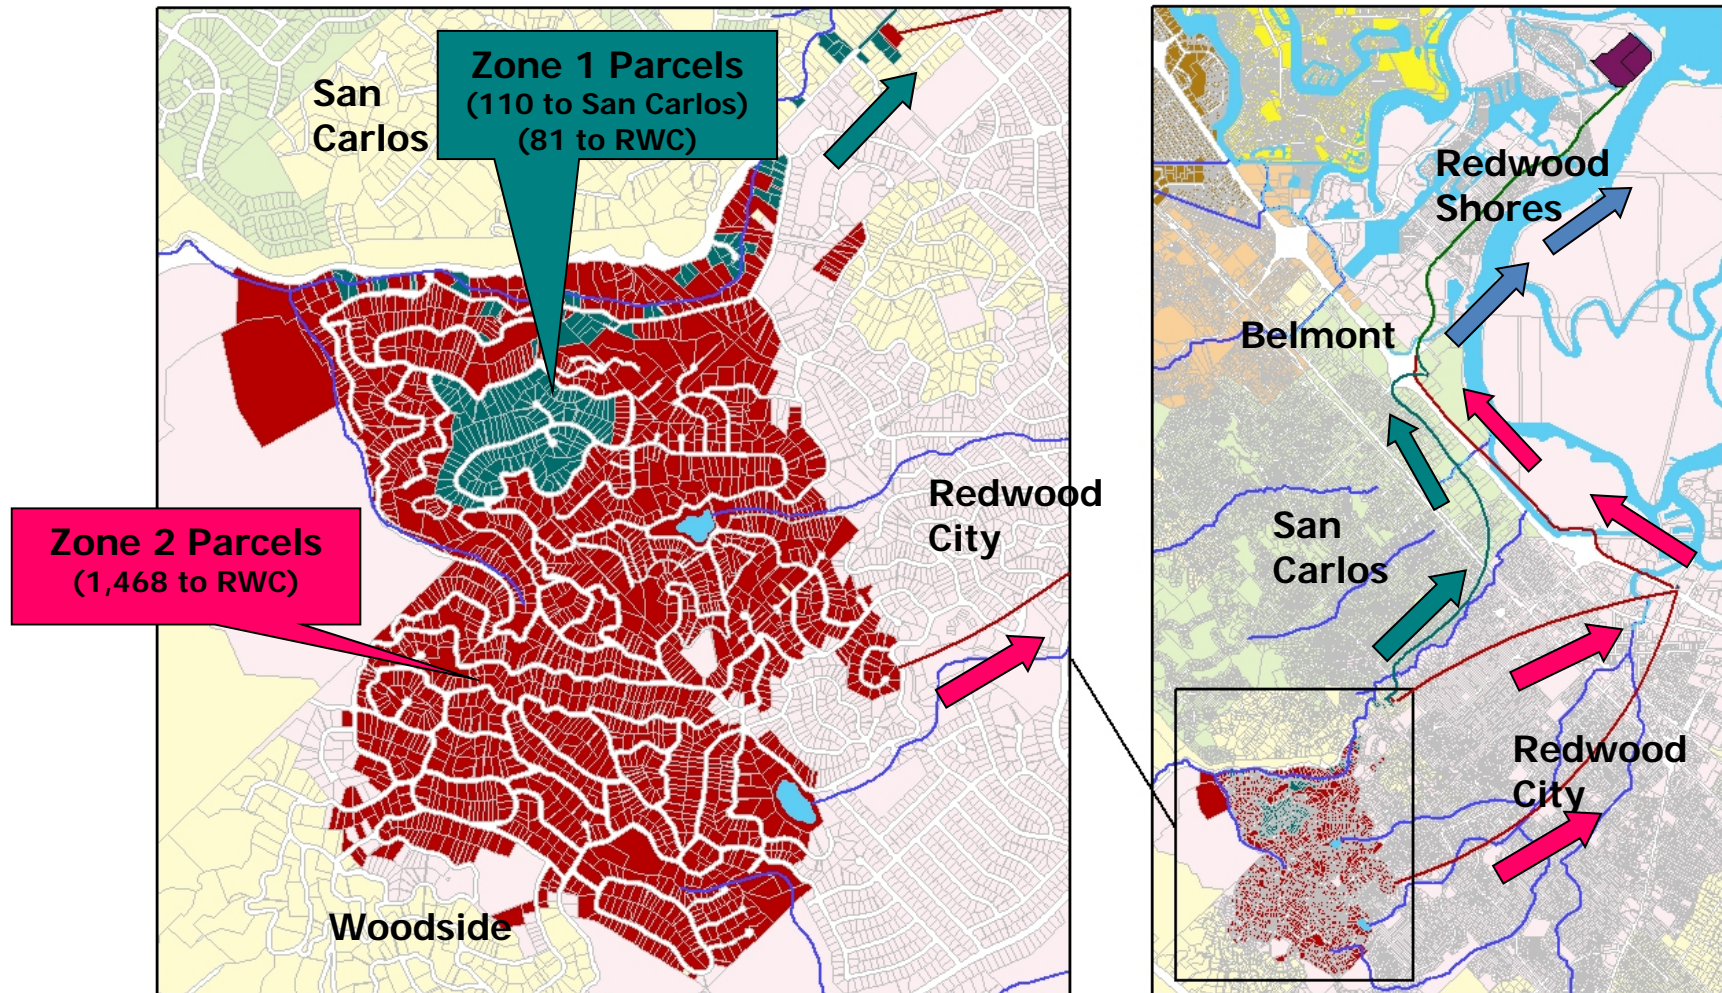 San
Carlos
Zone 1 Parcels
(110 to San Carlos)
(81 to RWC)
Zone 2 Parcels
(1,468 to RWC)
Redwood
City
Woodside
Redwood
Shores
Belmont
San
Carlos
Redwood
City